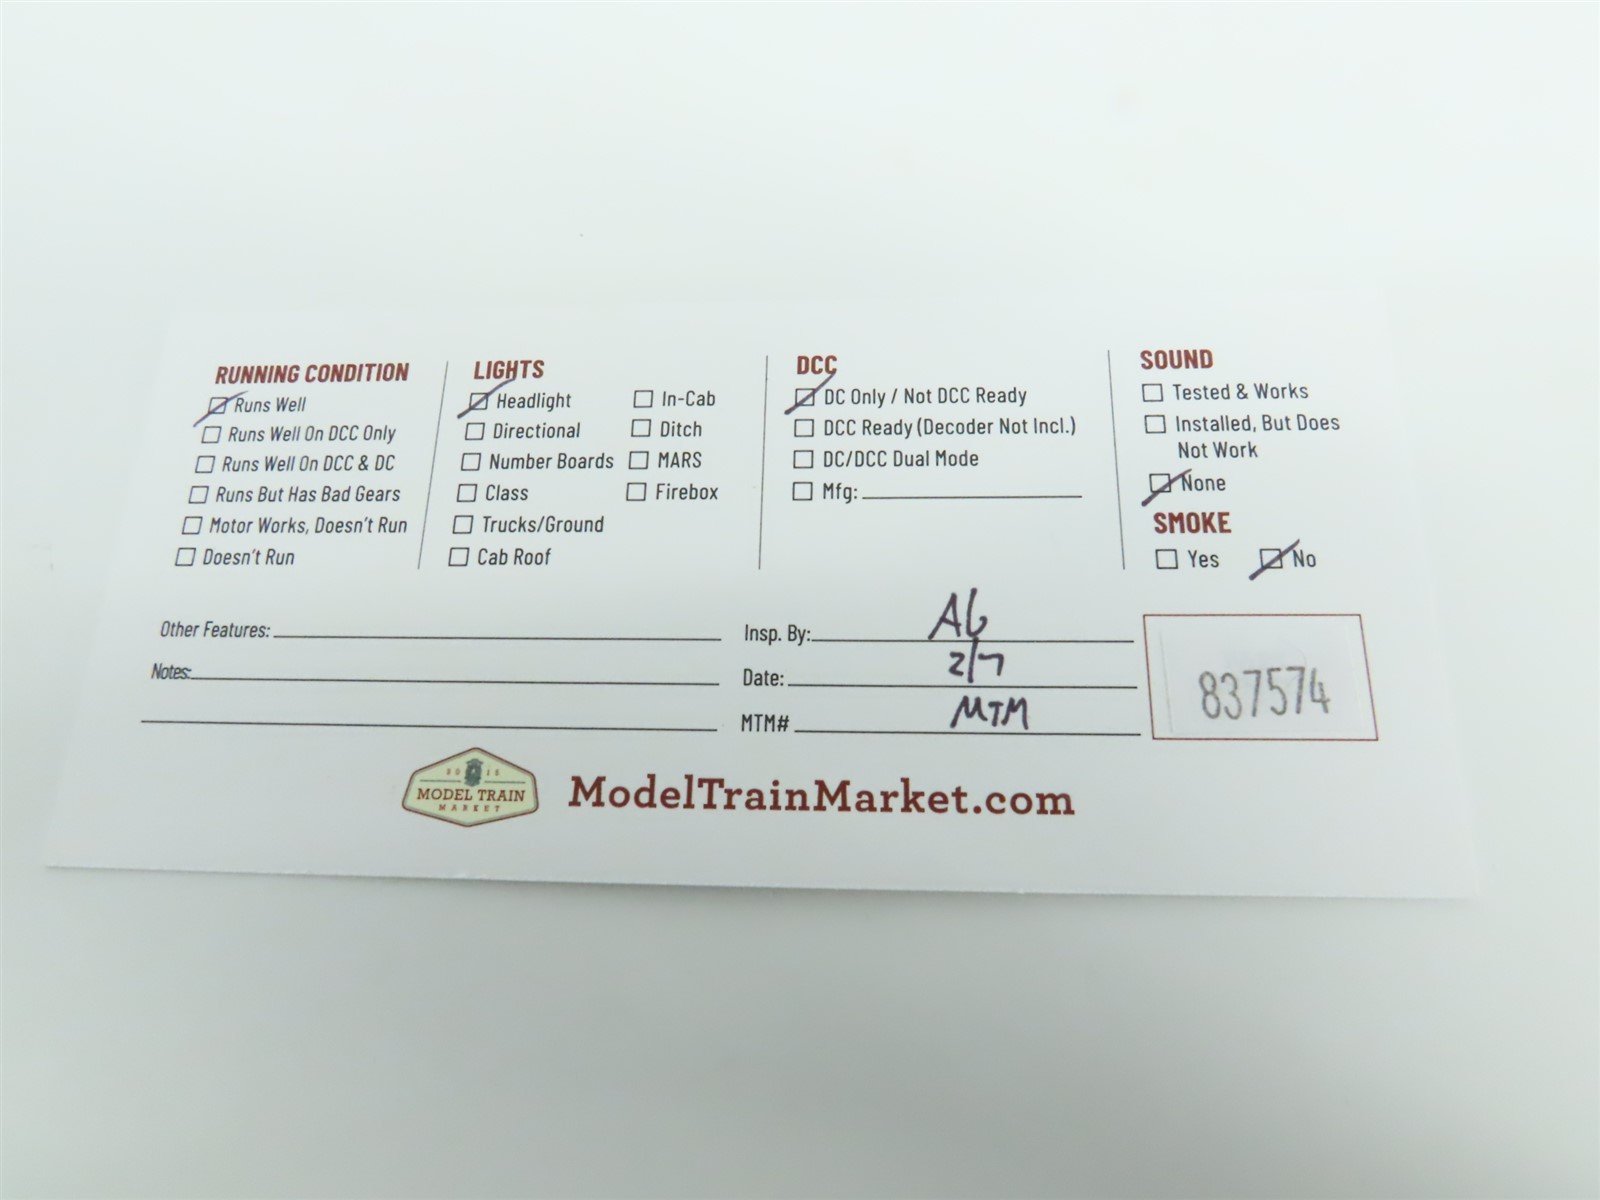 RUNNING CONDITION
Runs Well
Runs Well On DCC Only
Runs Well On DCC & DC
Runs But Has Bad Gears
Motor Works, Doesn't Run
Doesn't Run
LIGHTS
Headlight
Directional
Number Boards
Class
Trucks/Ground
Cab Roof
In-Cab
Ditch
MARS
Firebox
DCC
DC Only / Not DCC Ready
DCC Ready (Decoder Not Incl.)
DC/DCC Dual Mode
Mfg:
SOUND
Tested & Works
Installed, But Does
Not Work
None
SMOKE
Yes No
Other Features:
Notes:
Insp. By:
Date: 2/7
MTM# MTM
837574
2015
MODEL TRAIN
MARKET
ModelTrainMarket.com